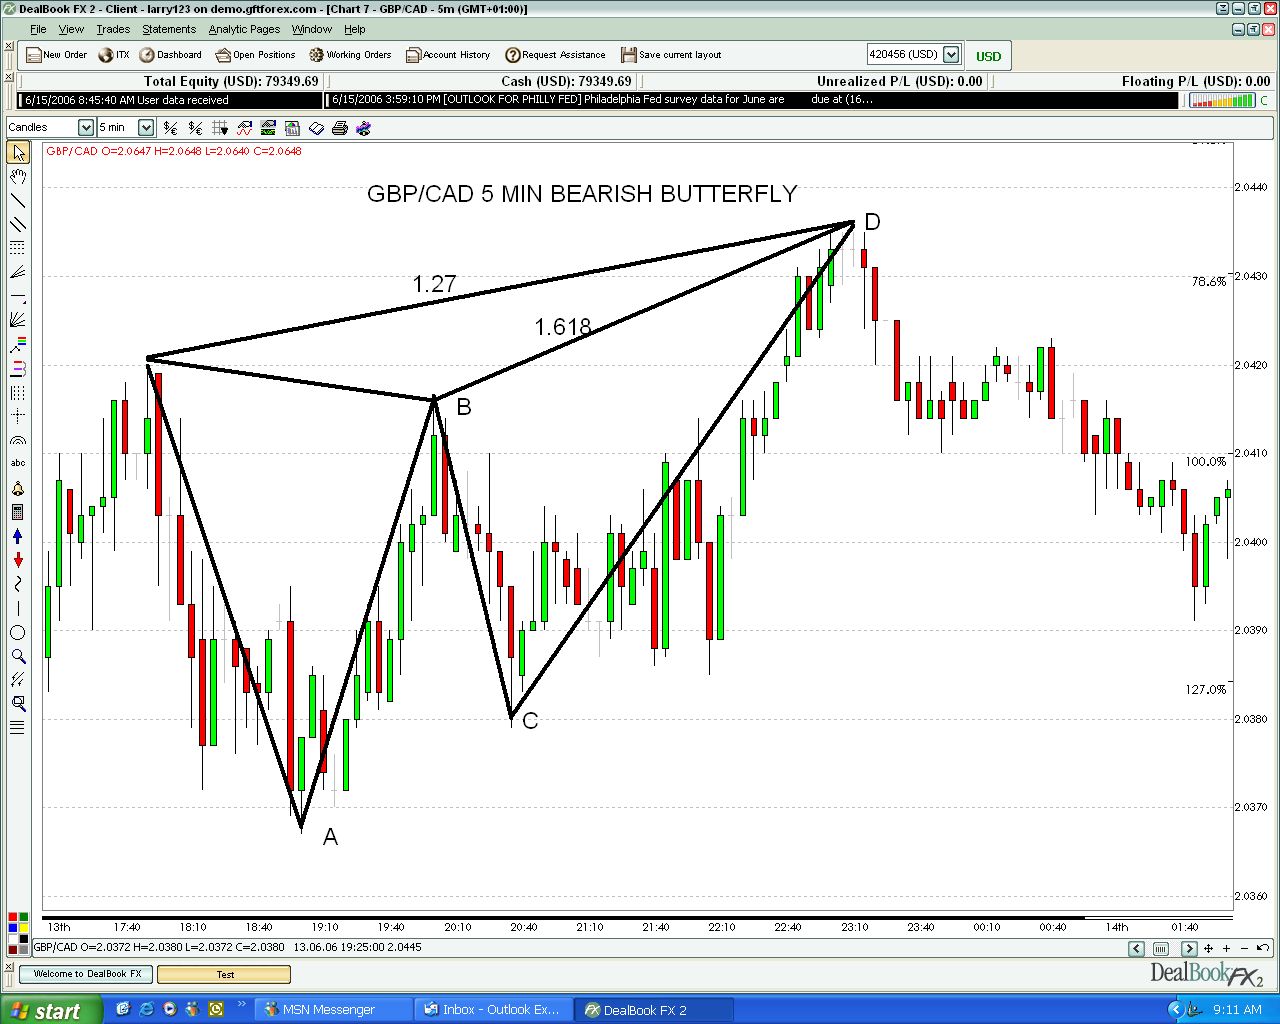 DealBook FX 2 - Client - larry123 on demo.gftforex.com - [Chart 7 - GBP/CAD - 5m (GMT+01:00)]
File View Trades Statements Analytic Pages Window Help
New Order ITX Dashboard Open Positions Working Orders Account History Request Assistance Save current layout 420456 (USD) USD
Total Equity (USD): 79349.69 Cash (USD): 79349.69 Unrealized P/L (USD): 0.00 Floating P/L (USD): 0.00
6/15/2006 8:45:40 AM User data received 6/15/2006 3:59:10 PM [OUTLOOK FOR PHILLY FED] Philadelphia Fed survey data for June are due at (16... C
Candles 5 min
GBP/CAD O=2.0647 H=2.0648 L=2.0640 C=2.0648
GBP/CAD 5 MIN BEARISH BUTTERFLY
2.0440
D
2.0430
78.6%
1.27
1.618
2.0420
B
2.0410
100.0%
abc
2.0400
2.0390
127.0%
2.0380
C
2.0370
A
2.0360
13th 17:40 18:10 18:40 19:10 19:40 20:10 20:40 21:10 21:40 22:10 22:40 23:10 23:40 00:10 00:40 14th 01:40
GBP/CAD O=2.0372 H=2.0380 L=2.0372 C=2.0380 13.06.06 19:25:00 2.0445
Welcome to DealBook FX Test
DealBook FX 2
start MSN Messenger Inbox - Outlook Ex... DealBook FX 2 9:11 AM